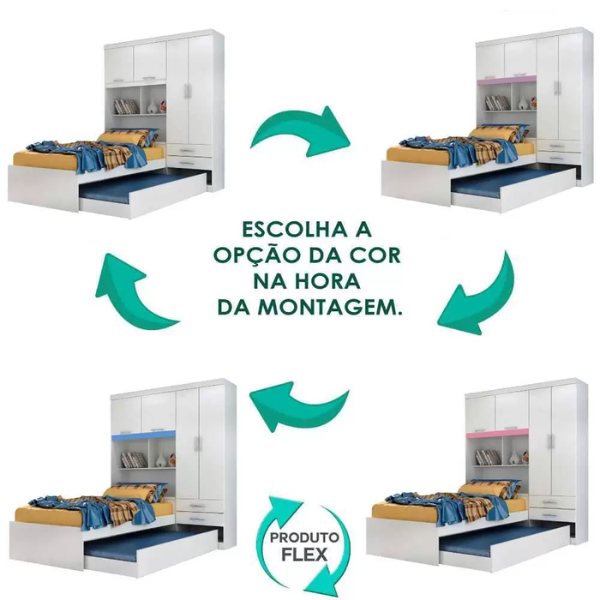 ESCOLHA A
OPÇÃO DA COR
NA HORA
DA MONTAGEM.
PRODUTO
FLEX